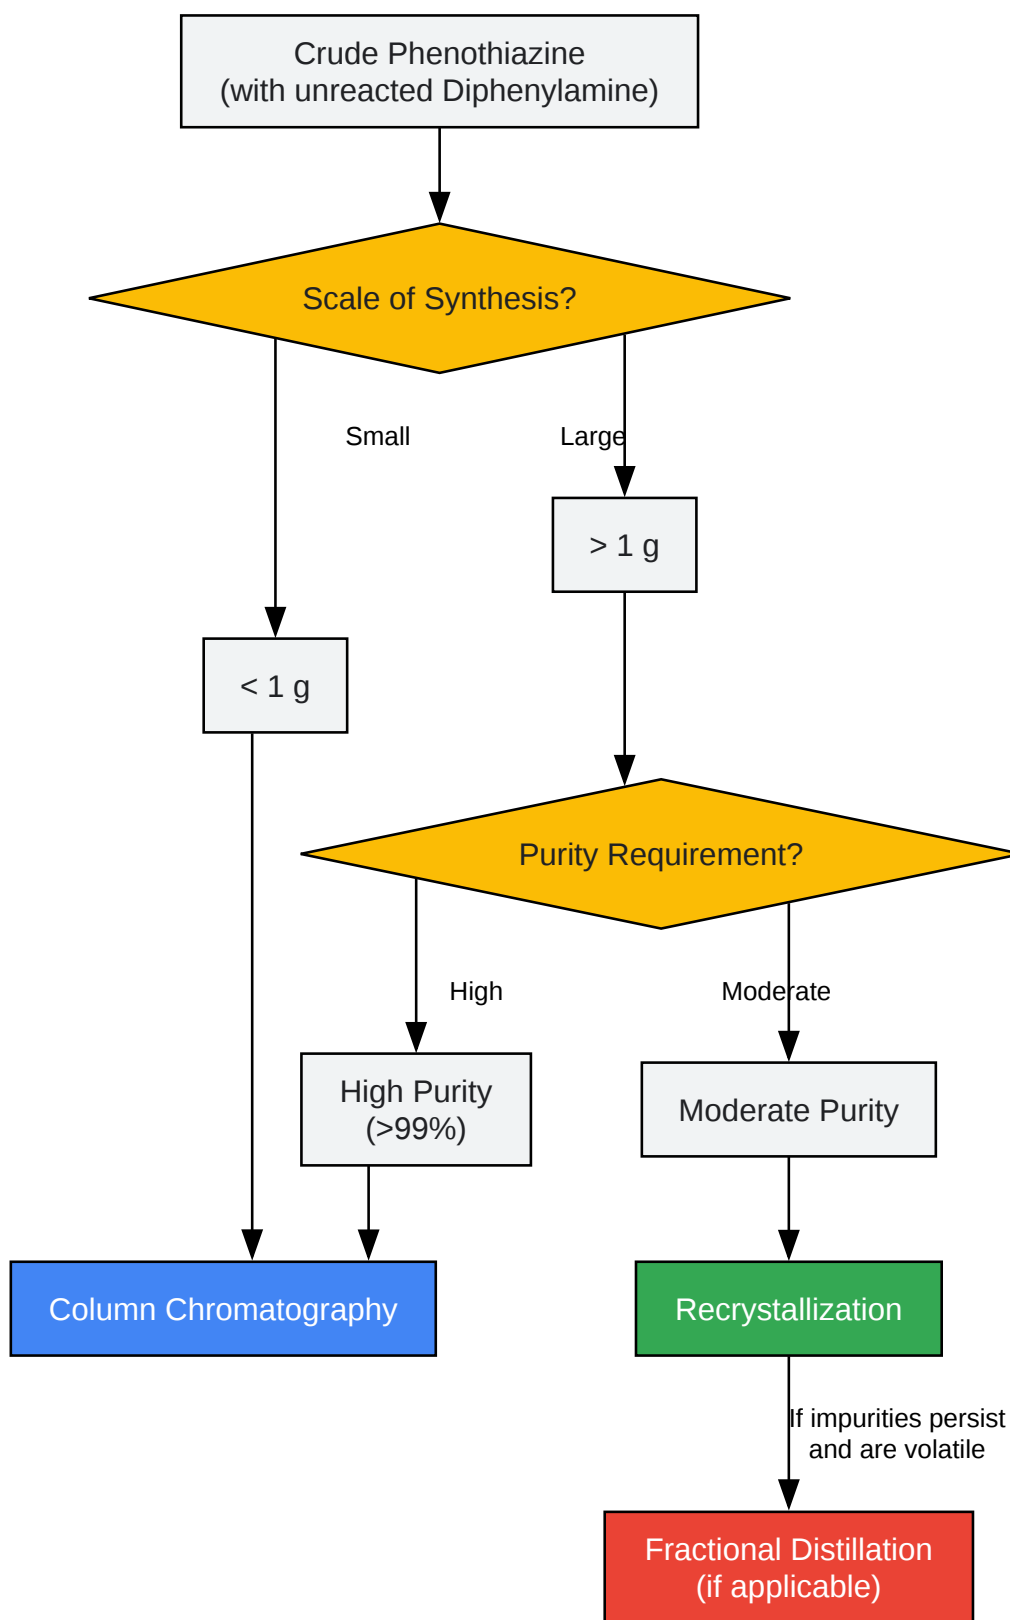 Crude Phenothiazine
(with unreacted Diphenylamine)
Scale of Synthesis?
Small
Large
> 1 g
< 1 g
Purity Requirement?
High
Moderate
High Purity
(>99%)
Moderate Purity
Column Chromatography
Recrystallization
If impurities persist
and are volatile
Fractional Distillation
(if applicable)